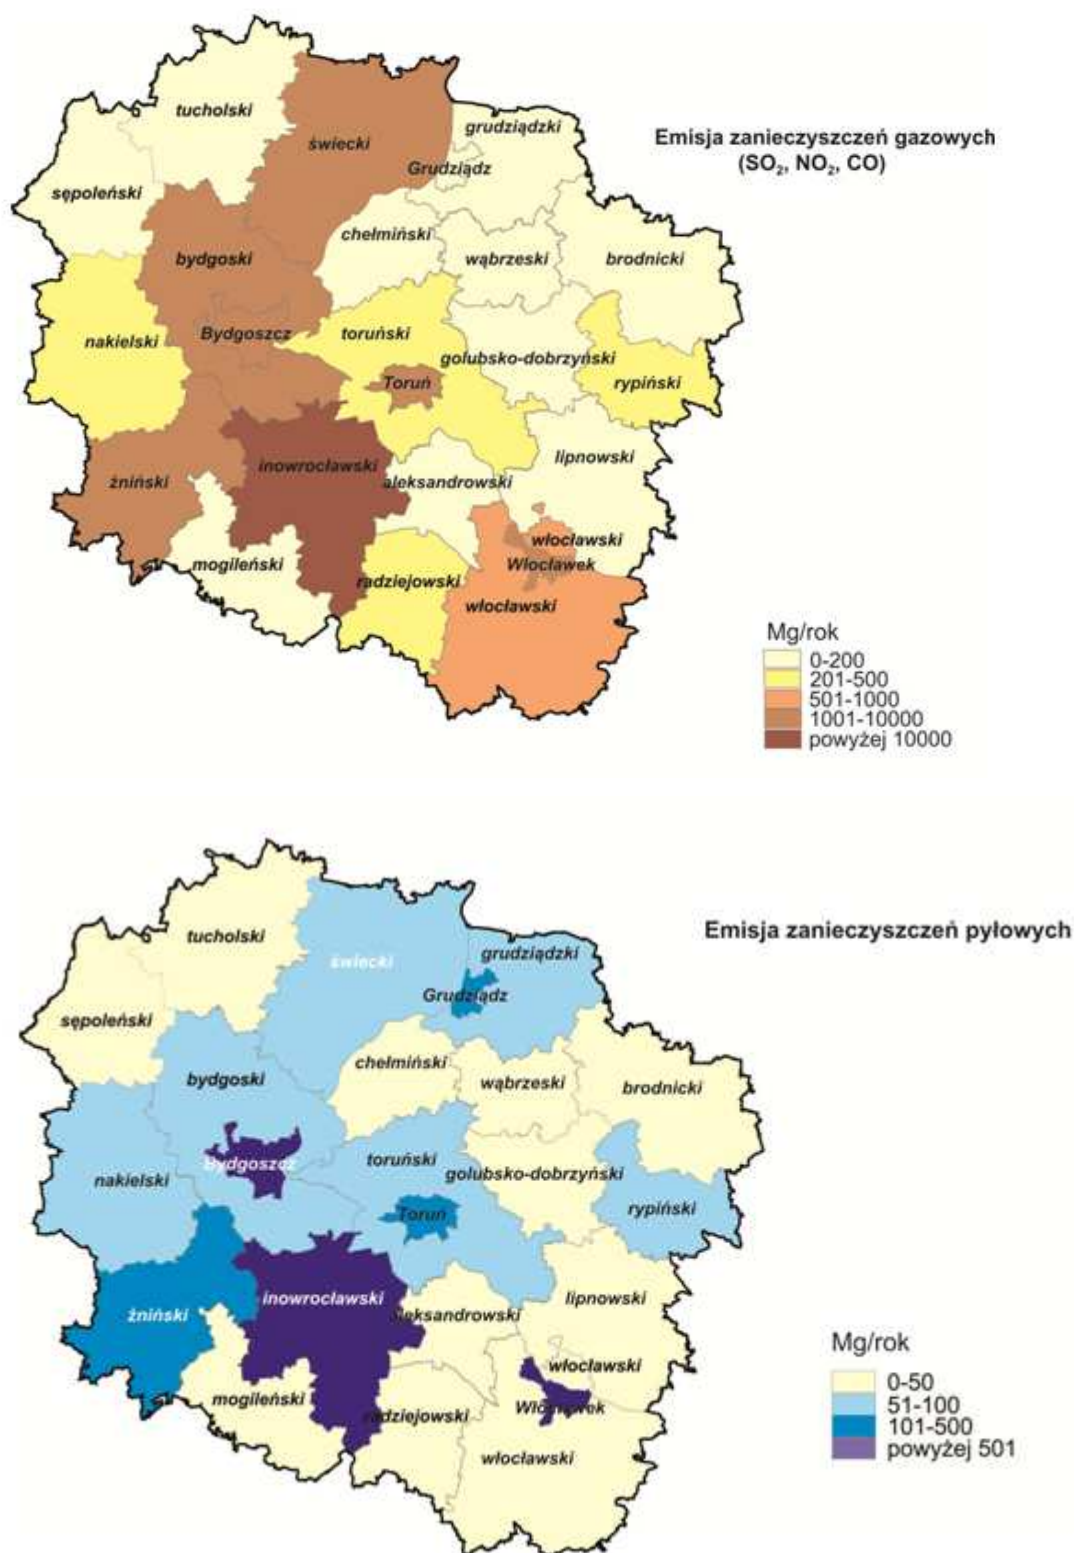 tucholski
świecki
grudziądzki
Emisja zanieczyszczeń gazowych
(SO₂, NO₂, CO)
Grudziądz
sępoleński
chełmiński
bydgoski
wąbrzeski
brodnicki
nakielski
Bydgoszcz
toruński
golubsko-dobrzyński
Toruń
rypiński
inowrocławski
lipnowski
żniński
aleksandrowski
włocławski
mogileński
Włocławek
radziejowski
włocławski
Mg/rok
0-200
201-500
501-1000
1001-10000
powyżej 10000
Emisja zanieczyszczeń pyłowych
tucholski
świecki
grudziądzki
Grudziądz
sępoleński
chełmiński
bydgoski
wąbrzeski
brodnicki
Bydgoszcz
toruński
golubsko-dobrzyński
nakielski
Toruń
rypiński
inowrocławski
lipnowski
żniński
aleksandrowski
włocławski
mogileński
Włocławek
radziejowski
włocławski
Mg/rok
0-50
51-100
101-500
powyżej 501